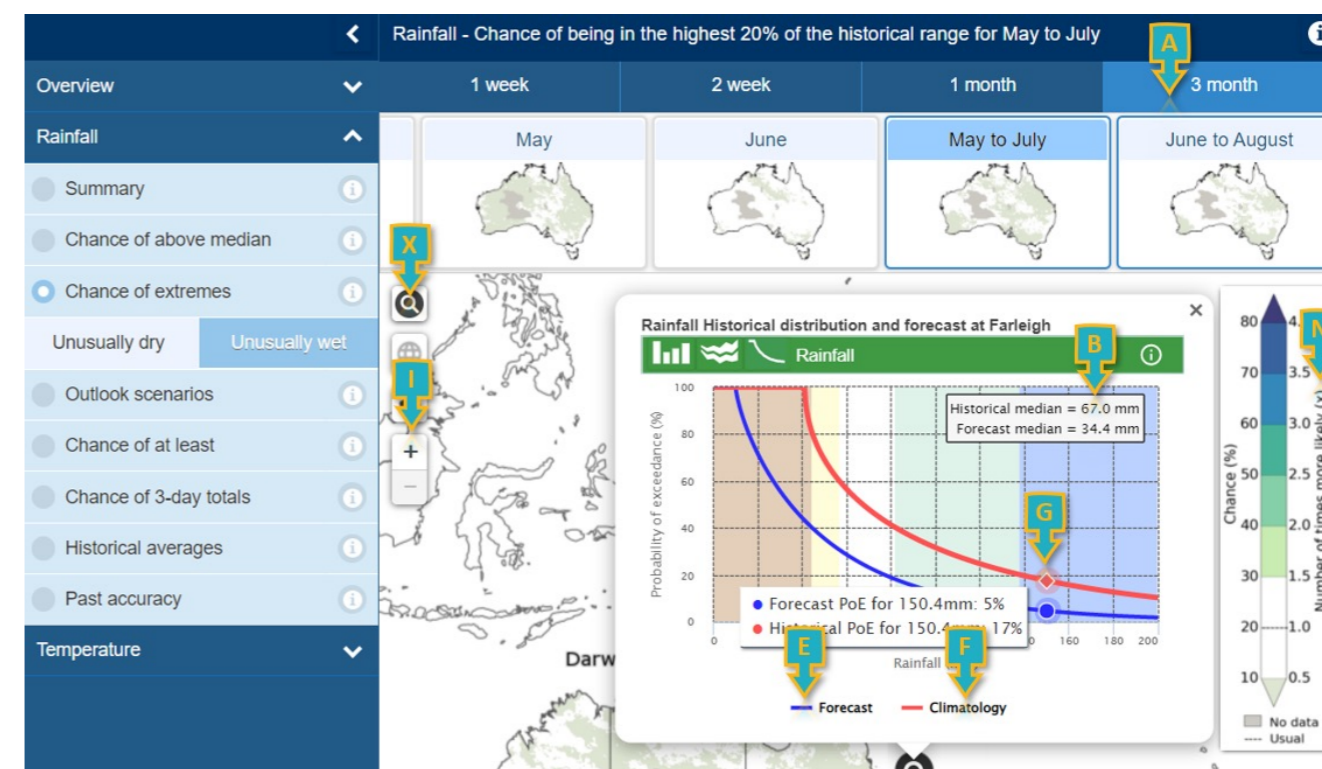 Rainfall - Chance of being in the highest 20% of the historical range for May to July
A
Overview
1 week
2 week
1 month
3 month
Rainfall
May
June
May to July
June to August
Summary
Chance of above median
Chance of extremes
Unusually dry
Unusually wet
Outlook scenarios
Chance of at least
Chance of 3-day totals
Historical averages
Past accuracy
Temperature
X
I
+
−
Rainfall Historical distribution and forecast at Farleigh
Rainfall
B
Historical median = 67.0 mm
Forecast median = 34.4 mm
Probability of exceedance (%)
100
80
60
40
20
0
G
Forecast PoE for 150.4mm: 5%
Historical PoE for 150.4mm: 17%
0
160
180
200
Rainfall
E
F
Forecast
Climatology
Darw
N
Chance (%)
80
70
60
50
40
30
20
10
4.
3.5
3.0
2.5
2.0
1.5
1.0
0.5
Number of times more likely (x)
No data
Usual